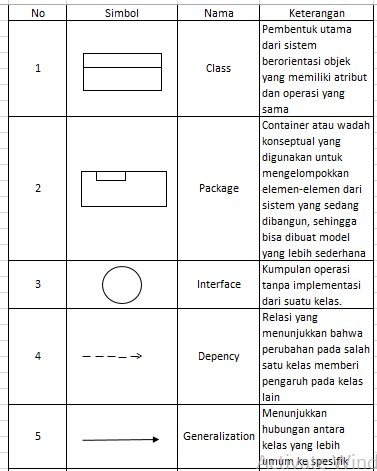 No Simbol Nama Keterangan
1 Class
Pembentuk utama
dari sistem
berorientasi objek
yang memiliki atribut
dan operasi yang
sama
2 Package
Container atau wadah
konseptual yang
digunakan untuk
mengelompokkan
elemen-elemen dari
sistem yang sedang
dibangun, sehingga
bisa dibuat model
yang lebih sederhana
3 Interface
Kumpulan operasi
tanpa implementasi
dari suatu kelas.
4 Depency
Relasi yang
menunjukkan bahwa
perubahan pada salah
satu kelas memberi
pengaruh pada kelas
lain
5 Generalization
Menunjukkan
hubungan antara
kelas yang lebih
umum ke spesifik